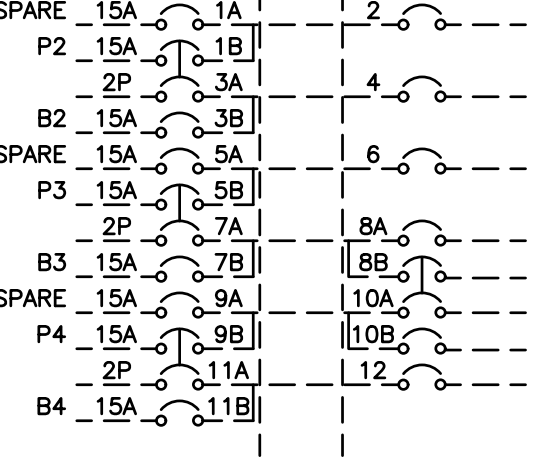 SPARE 15A 1A 2
P2 15A 1B
2P 3A 4
B2 15A 3B
SPARE 15A 5A 6
P3 15A 5B
2P 7A 8A
B3 15A 7B 8B
SPARE 15A 9A 10A
P4 15A 9B 10B
2P 11A 12
B4 15A 11B